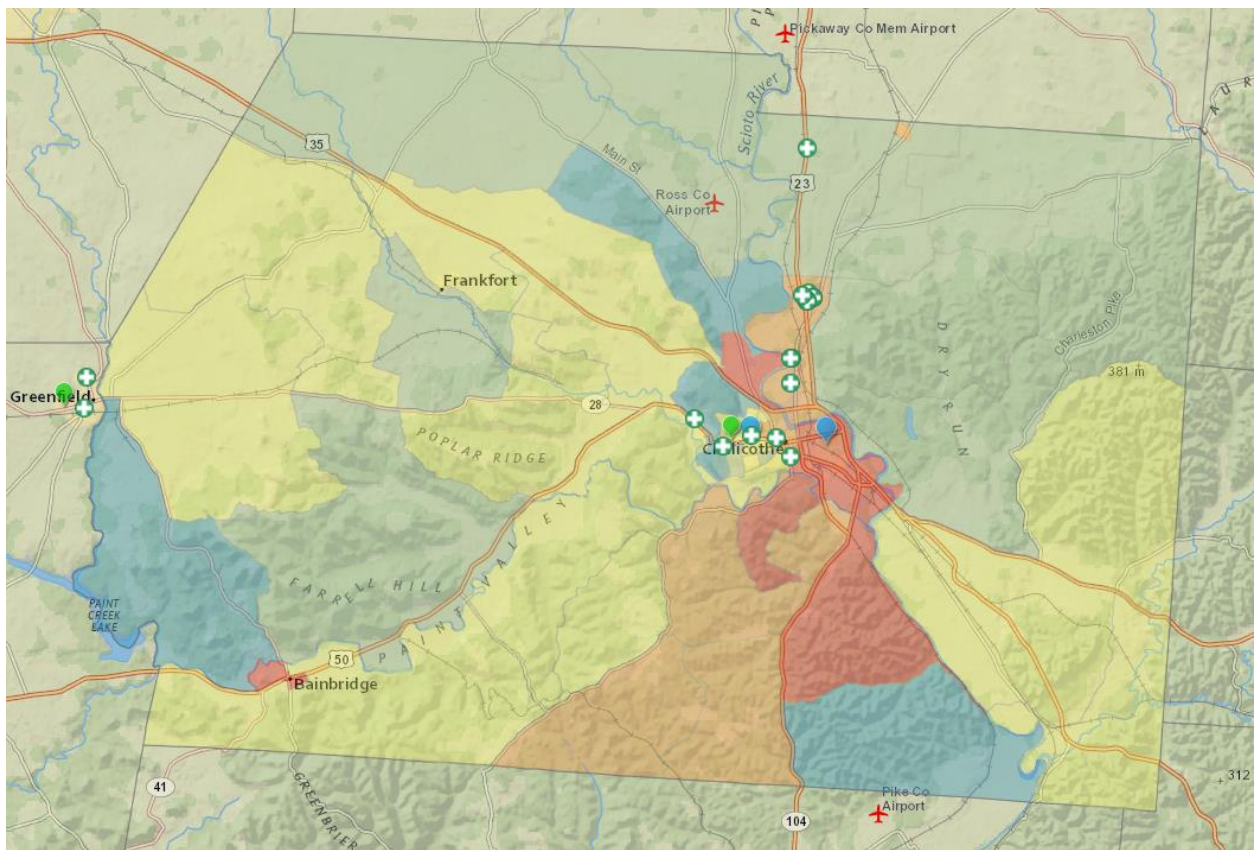 Pickaway Co Mem Airport
Scioto River
35
Main St
23
Ross Co
Airport
Frankfort
DRY RUN
Charleston Pike
381 m
Greenfield
28
POPLAR RIDGE
Chillicothe
PAINT VALLEY
FARRELL HILL
PAINT
CREEK
LAKE
50
Bainbridge
41
GREENBRIER
Pike Co
Airport
104
312